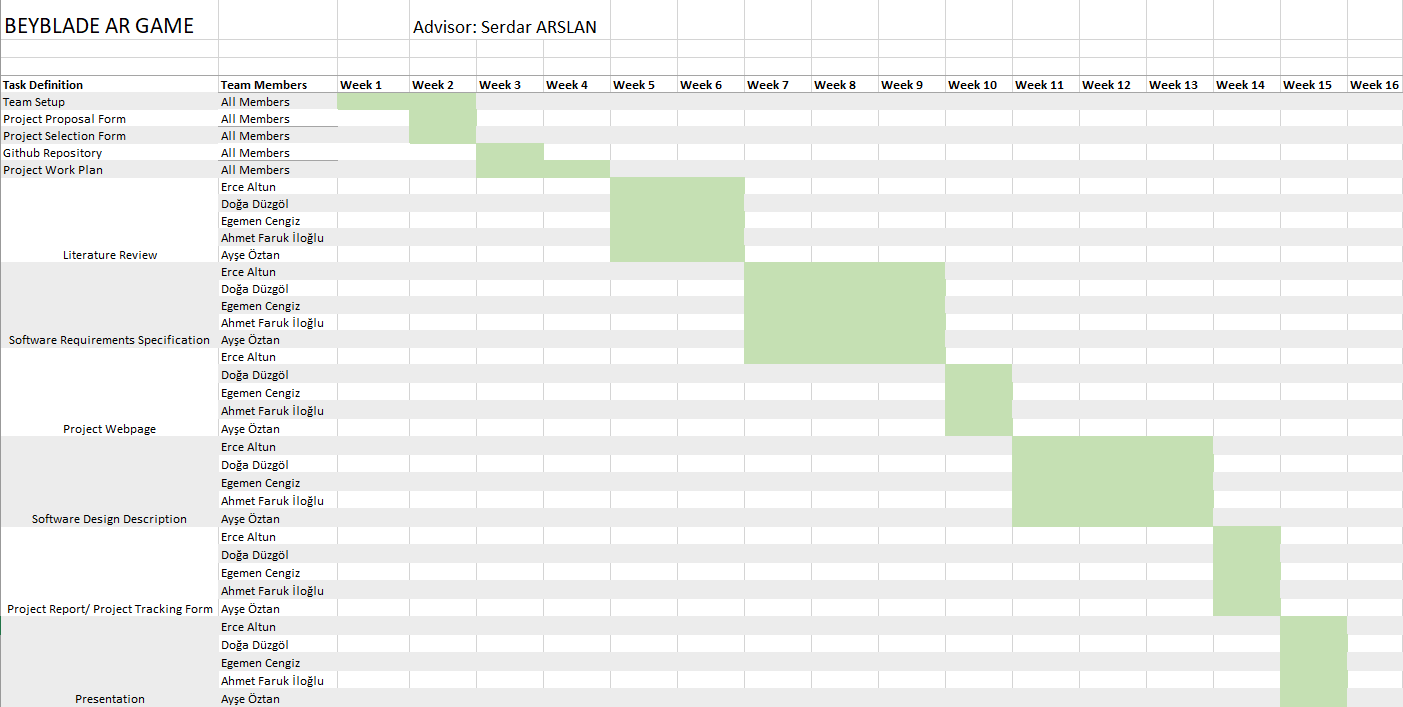 BEYBLADE AR GAME Advisor: Serdar ARSLAN
Task Definition Team Members Week 1 Week 2 Week 3 Week 4 Week 5 Week 6 Week 7 Week 8 Week 9 Week 10 Week 11 Week 12 Week 13 Week 14 Week 15 Week 16
Team Setup All Members
Project Proposal Form All Members
Project Selection Form All Members
Github Repository All Members
Project Work Plan All Members
Erce Altun
Doğa Düzgöl
Egemen Cengiz
Ahmet Faruk İloğlu
Literature Review Ayşe Öztan
Erce Altun
Doğa Düzgöl
Egemen Cengiz
Ahmet Faruk İloğlu
Software Requirements Specification Ayşe Öztan
Erce Altun
Doğa Düzgöl
Egemen Cengiz
Ahmet Faruk İloğlu
Project Webpage Ayşe Öztan
Erce Altun
Doğa Düzgöl
Egemen Cengiz
Ahmet Faruk İloğlu
Software Design Description Ayşe Öztan
Erce Altun
Doğa Düzgöl
Egemen Cengiz
Ahmet Faruk İloğlu
Project Report/ Project Tracking Form Ayşe Öztan
Erce Altun
Doğa Düzgöl
Egemen Cengiz
Ahmet Faruk İloğlu
Presentation Ayşe Öztan